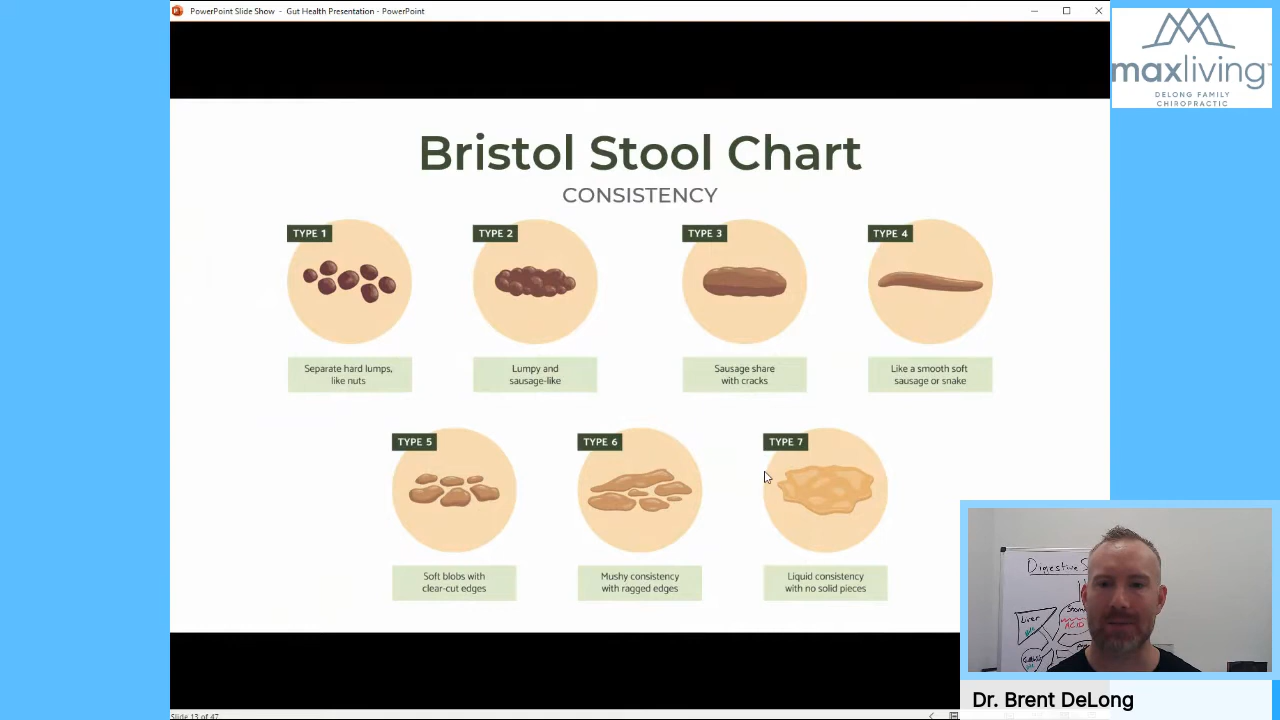 PowerPoint Slide Show - Gut Health Presentation - PowerPoint
maxliving
DELONG FAMILY
CHIROPRACTIC
Bristol Stool Chart
CONSISTENCY
TYPE 1
Separate hard lumps,
like nuts
TYPE 2
Lumpy and
sausage-like
TYPE 3
Sausage share
with cracks
TYPE 4
Like a smooth soft
sausage or snake
TYPE 5
Soft blobs with
clear-cut edges
TYPE 6
Mushy consistency
with ragged edges
TYPE 7
Liquid consistency
with no solid pieces
Digestive
Liver
ACID
Dr. Brent DeLong
Slide 13 of 47